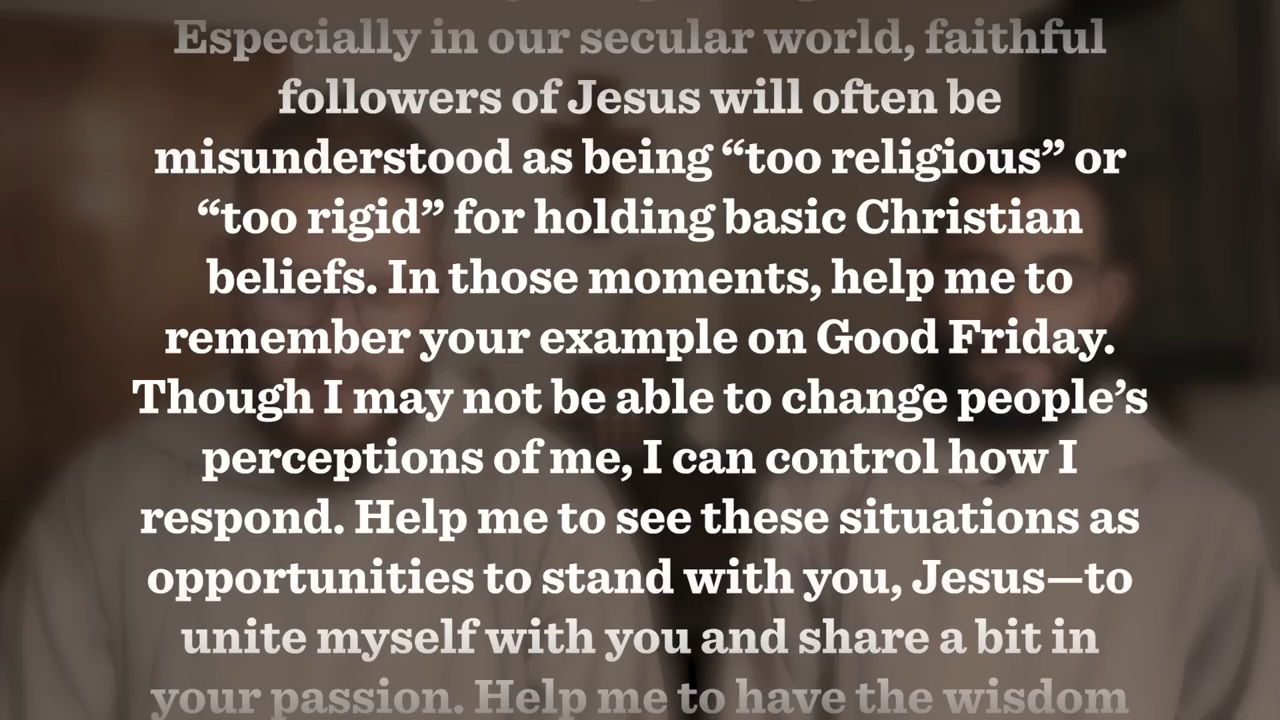 Especially in our secular world, faithful
followers of Jesus will often be
misunderstood as being “too religious” or
“too rigid” for holding basic Christian
beliefs. In those moments, help me to
remember your example on Good Friday.
Though I may not be able to change people’s
perceptions of me, I can control how I
respond. Help me to see these situations as
opportunities to stand with you, Jesus—to
unite myself with you and share a bit in
your passion. Help me to have the wisdom